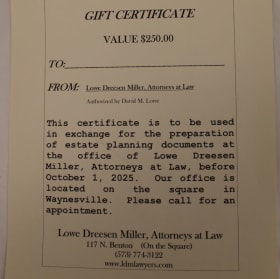 GIFT CERTIFICATE
VALUE $250.00
TO:
FROM: Lowe Dreesen Miller, Attorneys at Law
Authorized by David M. Lowe
This certificate is to be used
in exchange for the preparation
of estate planning documents at
the office of Lowe Dreesen
Miller, Attorneys at Law, before
October 1, 2025. Our office is
located on the square in
Waynesville. Please call for an
appointment.
Lowe Dreesen Miller, Attorneys at Law
117 N. Benton (On the Square)
(573) 774-3122
www.ldmlawyers.com